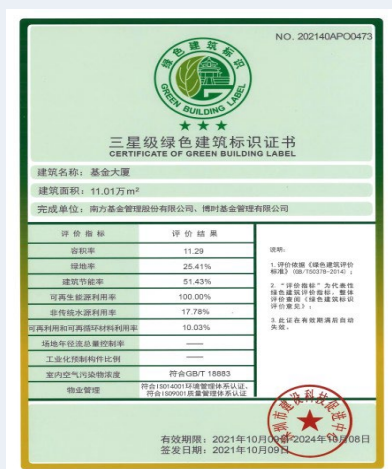 NO. 202140APO0473
绿色建筑标识
GREEN BUILDING LABEL
三星级绿色建筑标识证书
CERTIFICATE OF GREEN BUILDING LABEL
建筑名称：基金大厦
建筑面积：11.01万m²
完成单位：南方基金管理股份有限公司、博时基金管理有限公司
评价指标 评价结果
容积率 11.29
绿地率 25.41%
建筑节能率 51.43%
可再生能源利用率 100.00%
非传统水源利用率 17.78%
可再利用和可再循环材料利用率 10.03%
场地年径流总量控制率 ——
工业化预制构件比例 ——
室内空气污染物浓度 符合GB/T 18883
物业管理 符合ISO14001环境管理体系认证、
符合ISO9001质量管理体系认证
说明：
1.评价依据《绿色建筑评价
标准》（GB/T50378-2014）；
2.“评价指标”为代表性
绿色建筑评价指标，整体
评价查阅《绿色建筑标识
评价意见》；
3.此证在有效期满后自动
失效。
深圳市建设科技促进中心
有效期限：2021年10月09日-2024年10月08日
签发日期：2021年10月09日